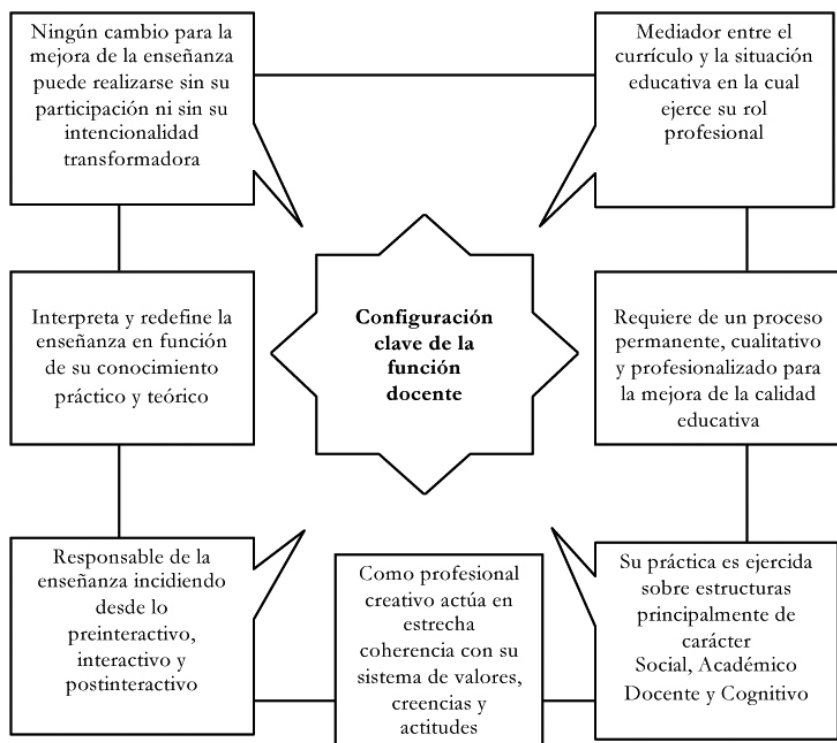 Ningún cambio para la
mejora de la enseñanza
puede realizarse sin su
participación ni sin su
intencionalidad
transformadora
Mediador entre el
currículo y la situación
educativa en la cual
ejerce su rol
profesional
Interpreta y redefine la
enseñanza en función
de su conocimiento
práctico y teórico
Configuración
clave de la
función
docente
Requiere de un proceso
permanente, cualitativo
y profesionalizado para
la mejora de la calidad
educativa
Responsable de la
enseñanza incidiendo
desde lo
preinteractivo,
interactivo y
postinteractivo
Como profesional
creativo actúa en
estrecha
coherencia con su
sistema de valores,
creencias y
actitudes
Su práctica es ejercida
sobre estructuras
principalmente de
carácter
Social, Académico
Docente y Cognitivo